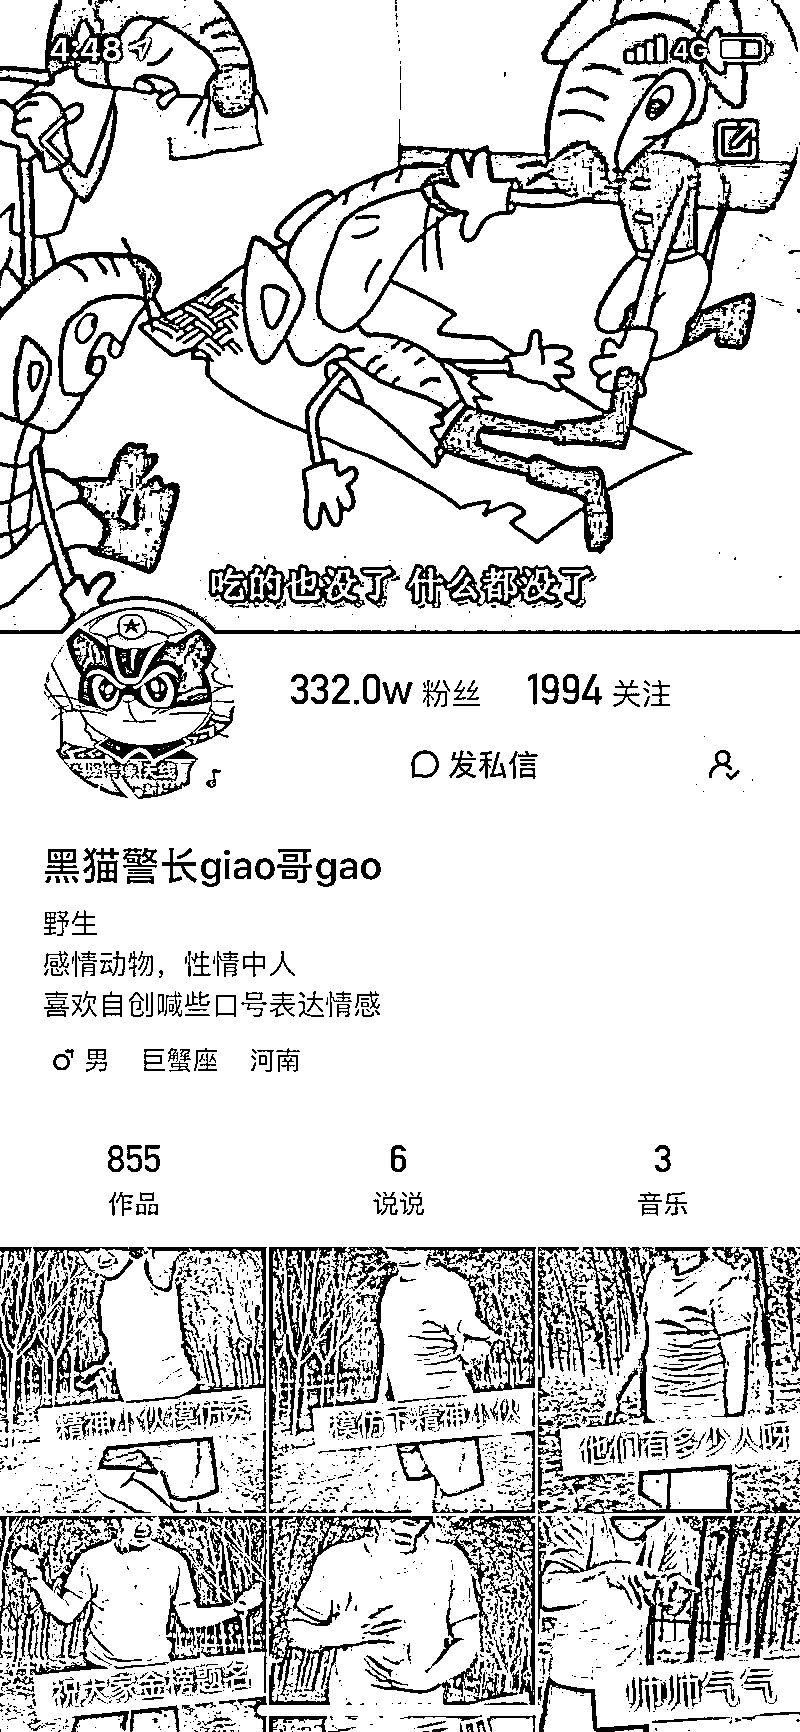 4:48
4G
吃的也没了 什么都没了
332.0w 粉丝 1994 关注
发私信
黑猫警长giao哥gao
野生
感情动物，性情中人
喜欢自创喊些口号表达情感
♂ 男 巨蟹座 河南
855 6 3
作品 说说 音乐
精神小伙模仿秀
模仿下精神小伙
他们有多少人呀
祝大家金榜题名
帅帅气气